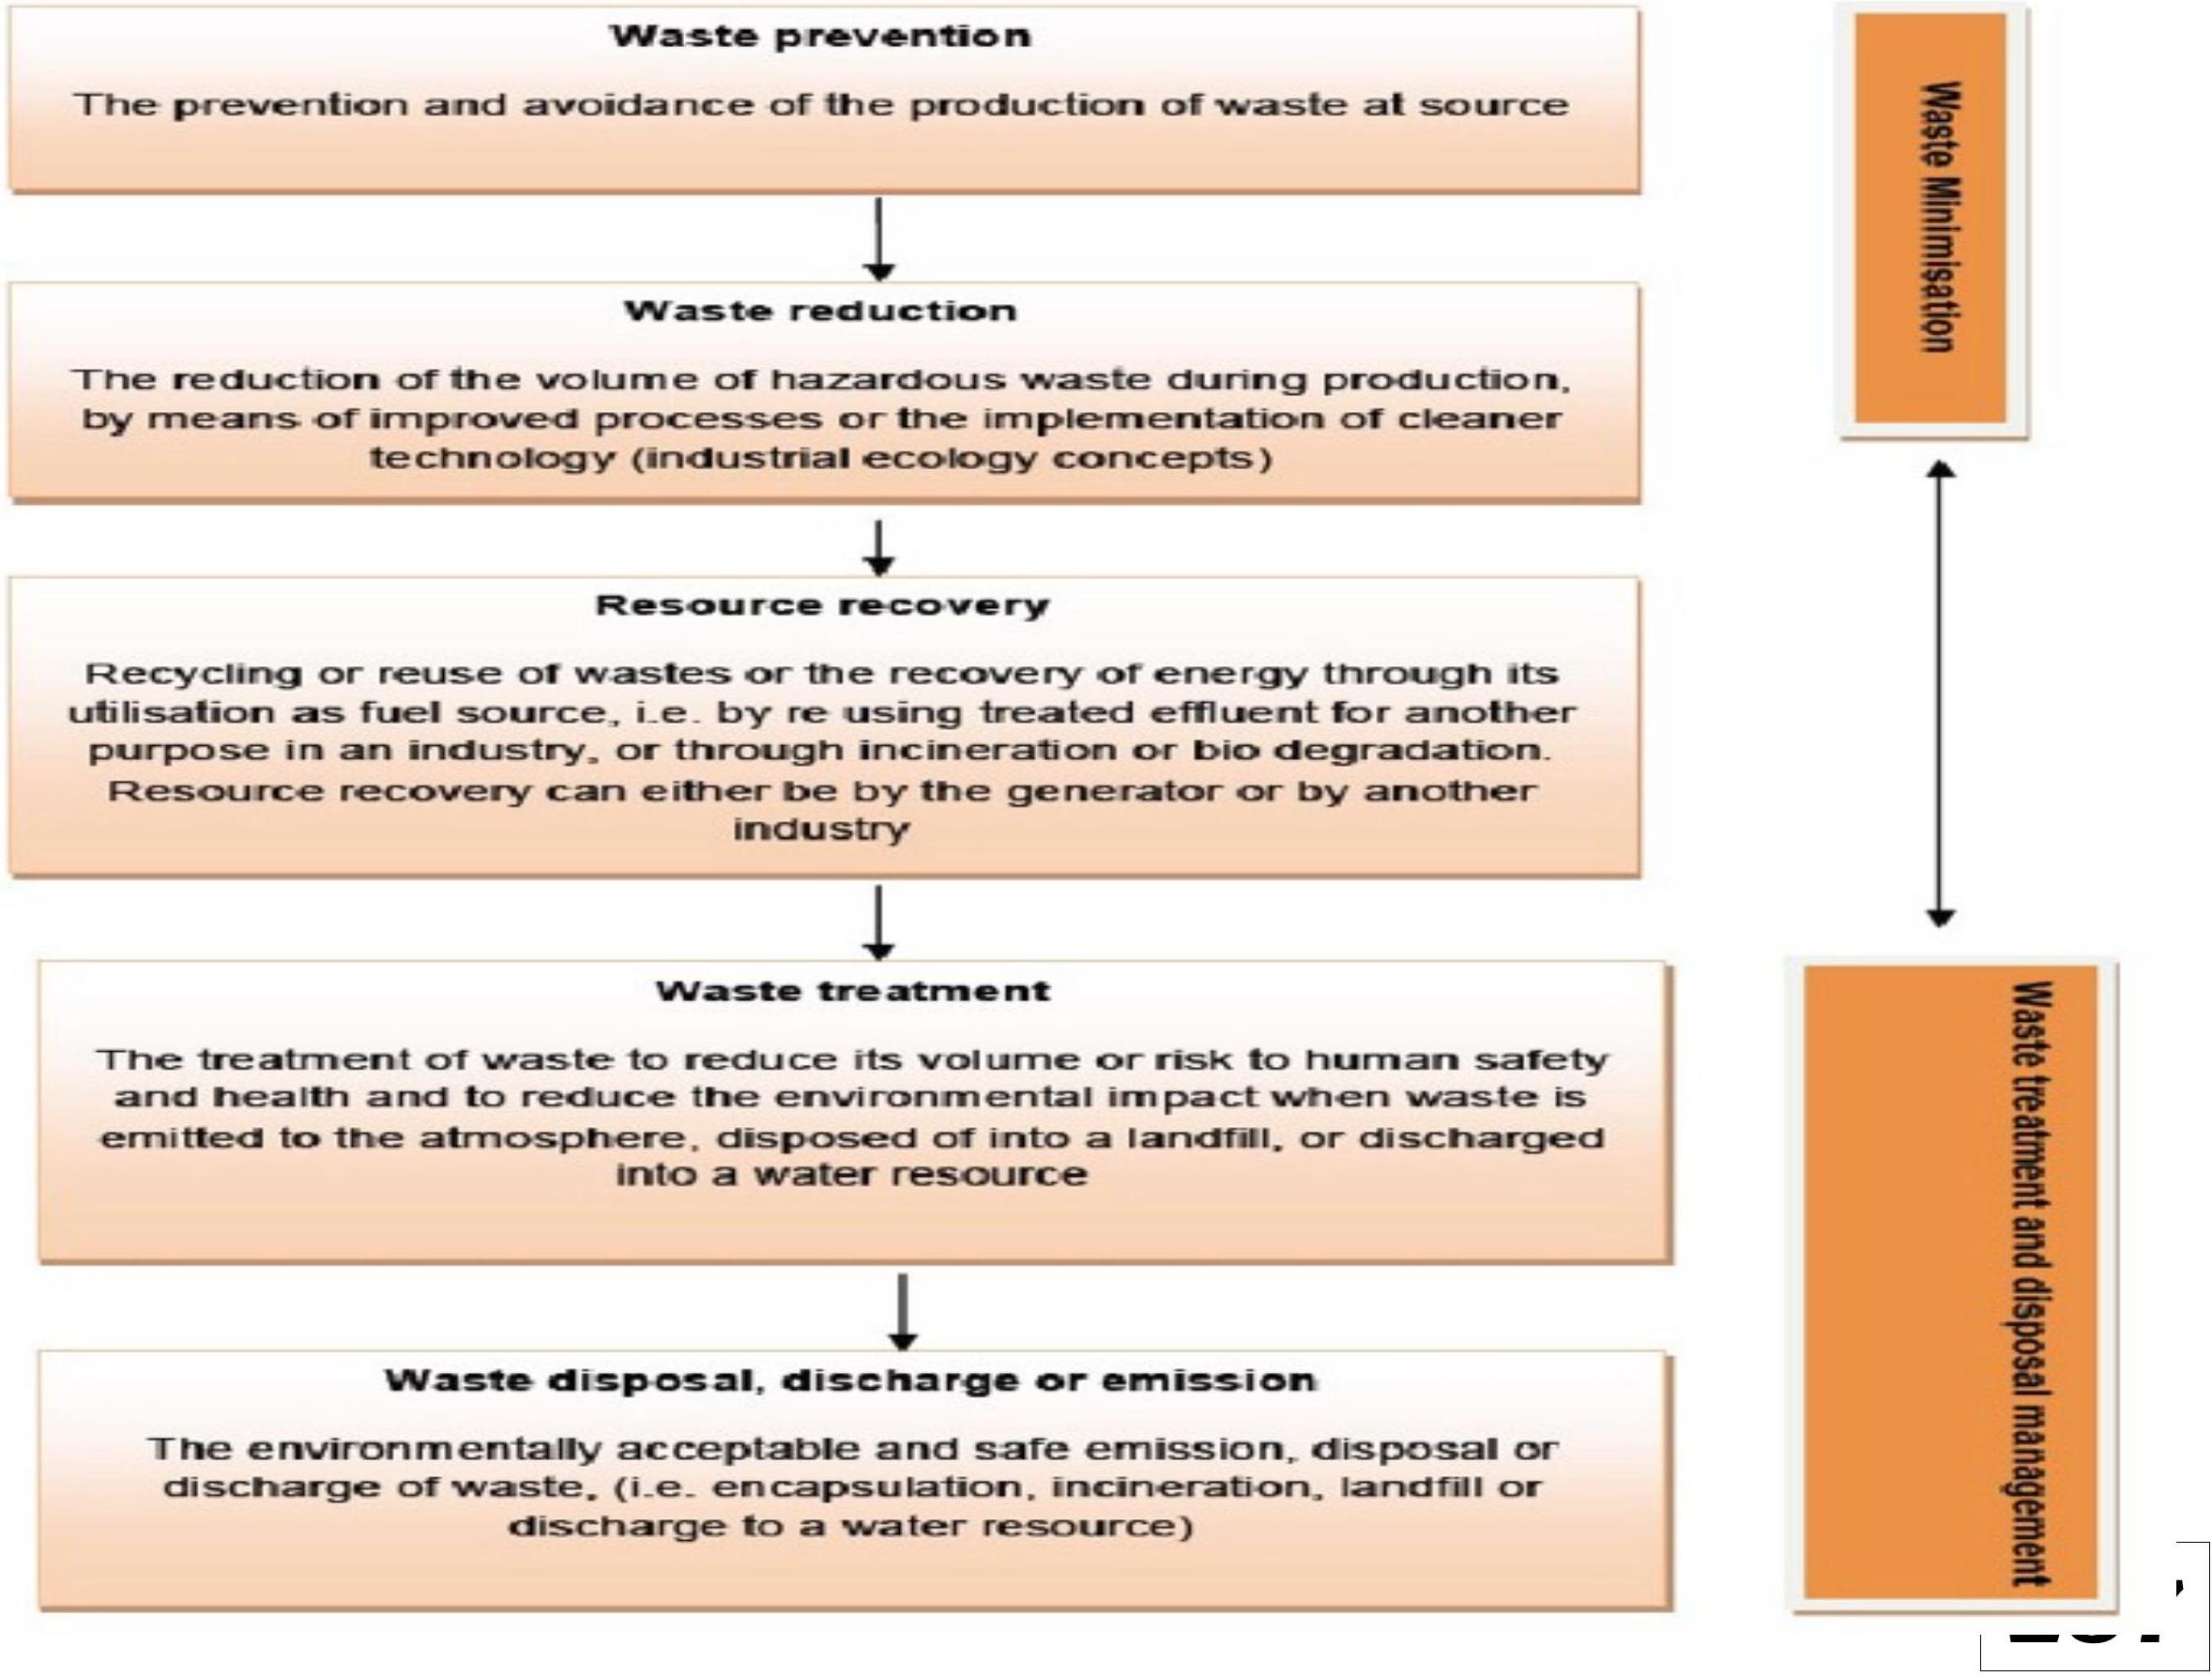 Waste prevention
The prevention and avoidance of the production of waste at source
Waste reduction
The reduction of the volume of hazardous waste during production,
by means of improved processes or the implementation of cleaner
technology (industrial ecology concepts)
Resource recovery
Recycling or reuse of wastes or the recovery of energy through its
utilisation as fuel source, i.e. by re using treated effluent for another
purpose in an industry, or through incineration or bio degradation.
Resource recovery can either be by the generator or by another
industry
Waste treatment
The treatment of waste to reduce its volume or risk to human safety
and health and to reduce the environmental impact when waste is
emitted to the atmosphere, disposed of into a landfill, or discharged
into a water resource
Waste disposal, discharge or emission
The environmentally acceptable and safe emission, disposal or
discharge of waste, (i.e. encapsulation, incineration, landfill or
discharge to a water resource)
Waste Minimisation
Waste treatment and disposal management